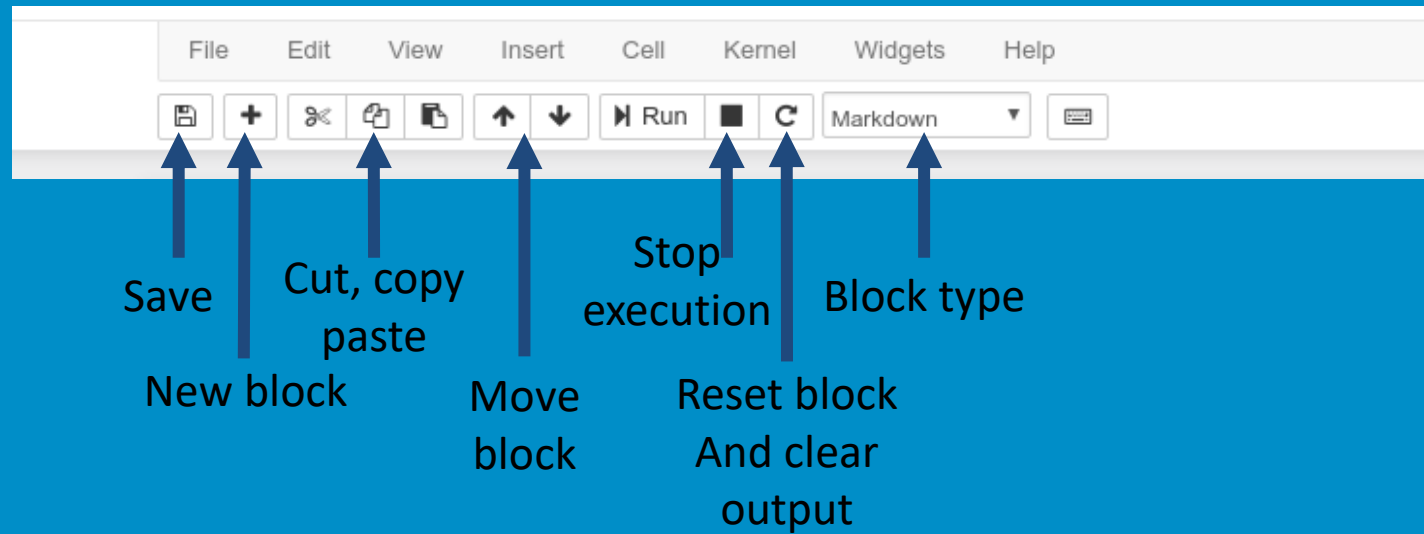 File Edit View Insert Cell Kernel Widgets Help
Run Markdown
Save
Cut, copy
paste
Stop
execution
Block type
New block
Move
block
Reset block
And clear
output